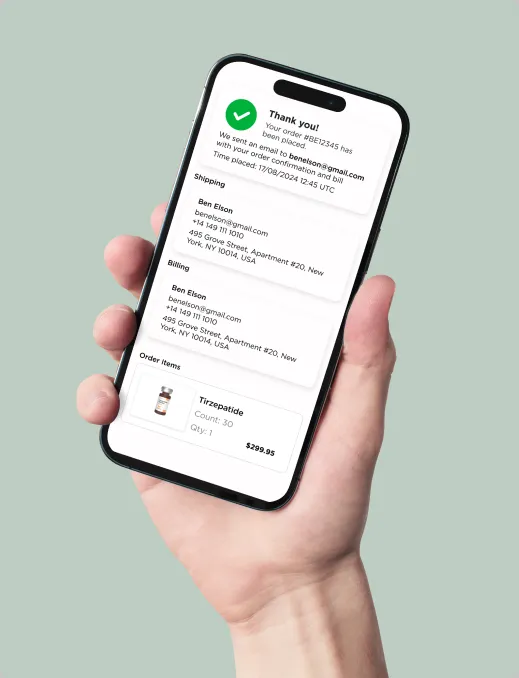 Thank you!
Your order #BE12345 has
been placed.
We sent an email to benelson@gmail.com
with your order confirmation and bill
Time placed: 17/08/2024 12:45 UTC
Shipping
Ben Elson
benelson@gmail.com
+14 149 111 1010
495 Grove Street, Apartment #20, New
York, NY 10014, USA
Billing
Ben Elson
benelson@gmail.com
+14 149 111 1010
495 Grove Street, Apartment #20, New
York, NY 10014, USA
Order items
Tirzepatide
Count: 30
Qty: 1
$299.95